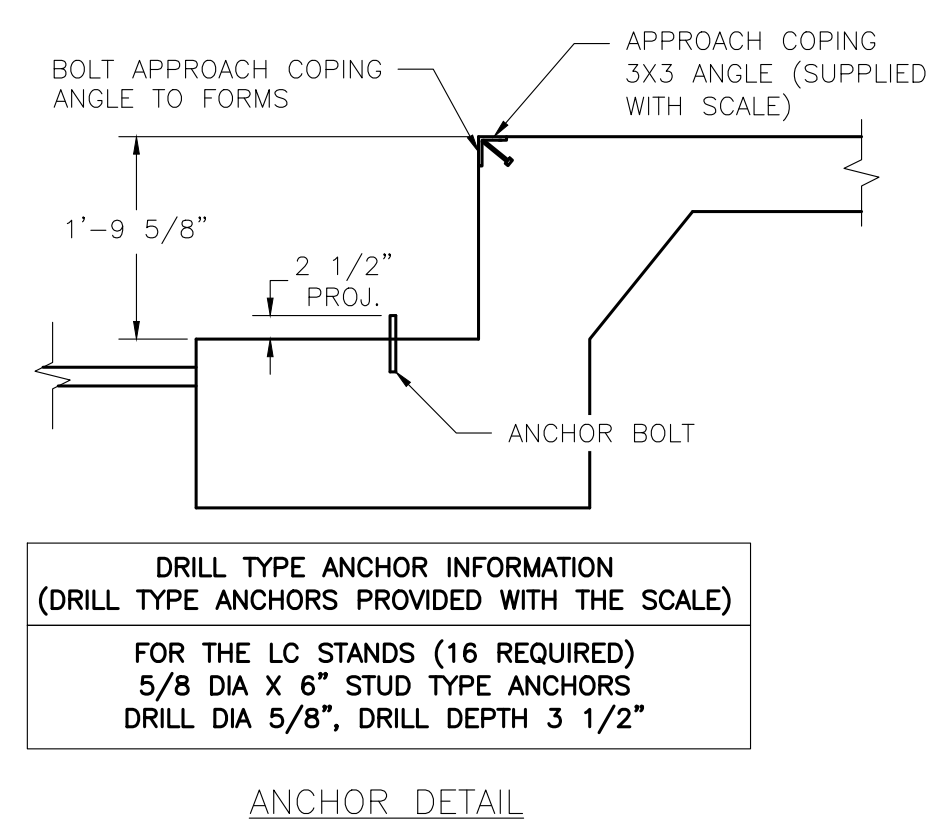 APPROACH COPING
3X3 ANGLE (SUPPLIED
WITH SCALE)
BOLT APPROACH COPING
ANGLE TO FORMS
1'-9 5/8"
2 1/2"
PROJ.
ANCHOR BOLT
DRILL TYPE ANCHOR INFORMATION
(DRILL TYPE ANCHORS PROVIDED WITH THE SCALE)
FOR THE LC STANDS (16 REQUIRED)
5/8 DIA X 6" STUD TYPE ANCHORS
DRILL DIA 5/8", DRILL DEPTH 3 1/2"
ANCHOR DETAIL